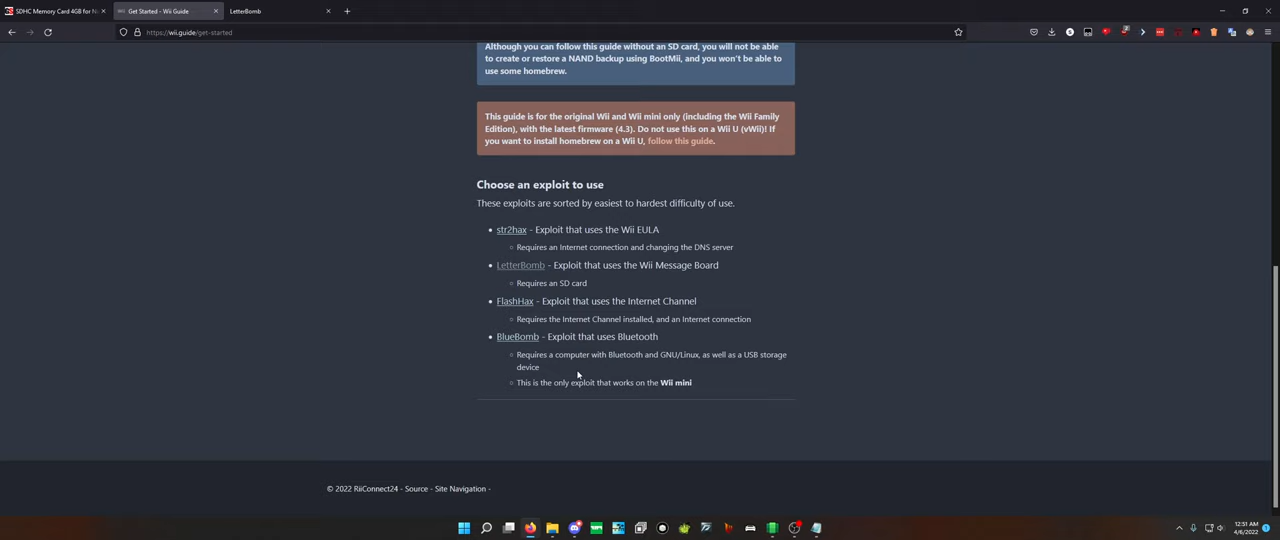 SDHC Memory Card 4GB for N
Get Started - Wii Guide
LetterBomb
https://wii.guide/get-started
Although you can follow this guide without an SD card, you will not be able
to create or restore a NAND backup using BootMii, and you won't be able to
use some homebrew.
This guide is for the original Wii and Wii mini only (including the Wii Family
Edition), with the latest firmware (4.3). Do not use this on a Wii U (vWii)! If
you want to install homebrew on a Wii U, follow this guide.
Choose an exploit to use
These exploits are sorted by easiest to hardest difficulty of use.
str2hax - Exploit that uses the Wii EULA
Requires an Internet connection and changing the DNS server
LetterBomb - Exploit that uses the Wii Message Board
Requires an SD card
FlashHax - Exploit that uses the Internet Channel
Requires the Internet Channel installed, and an Internet connection
BlueBomb - Exploit that uses Bluetooth
Requires a computer with Bluetooth and GNU/Linux, as well as a USB storage
device
This is the only exploit that works on the Wii mini
© 2022 RiiConnect24 - Source - Site Navigation -
12:51 AM
4/6/2022